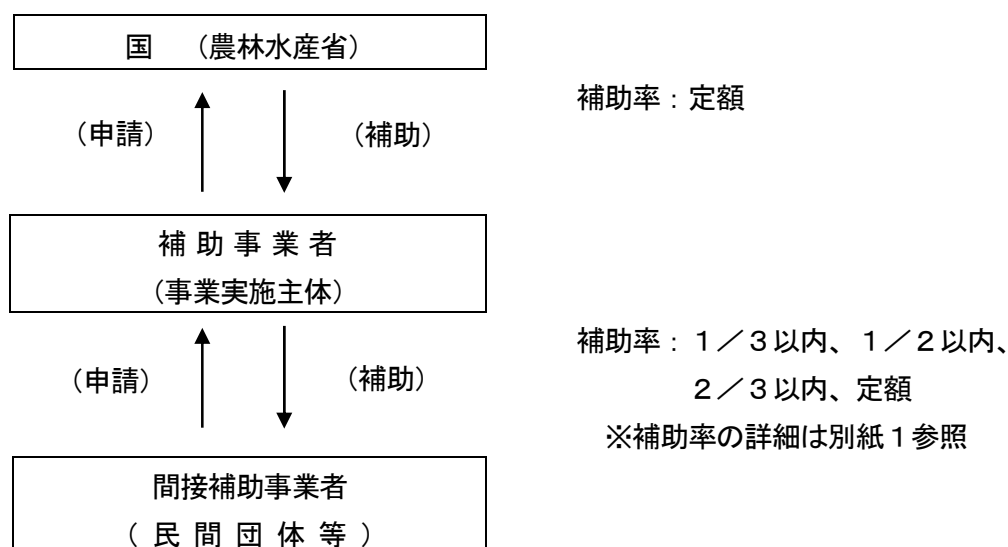 国　（農林水産省）
補助率：定額
（申請）
（補助）
補助事業者
（事業実施主体）
補助率：１／３以内、１／２以内、
２／３以内、定額
（申請）
（補助）
※補助率の詳細は別紙１参照
間接補助事業者
（民間団体等）